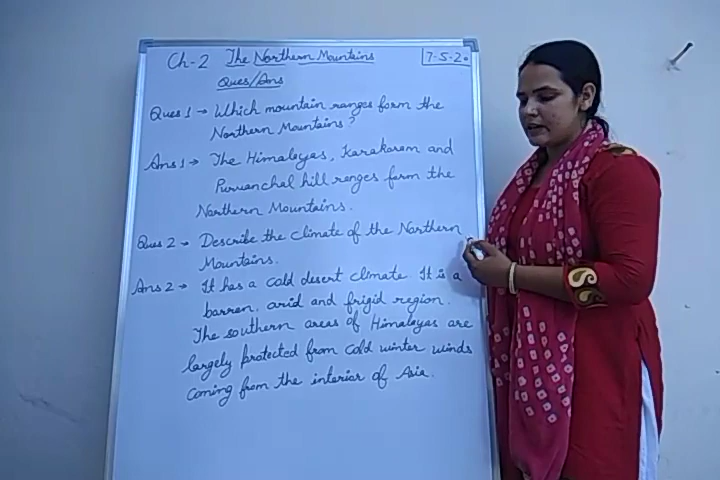 Ch-2 The Northern Mountains 7-5-20
Ques/Ans
Ques 1 → Which mountain ranges form the
Northern Mountains?
Ans 1 → The Himalayas, Karakoram and
Purvanchal hill ranges form the
Northern Mountains.
Ques 2 → Describe the climate of the Northern
Mountains.
Ans 2 → It has a cold desert climate. It is a
barren, arid and frigid region.
The southern areas of Himalayas are
largely protected from cold winter winds
coming from the interior of Asia.